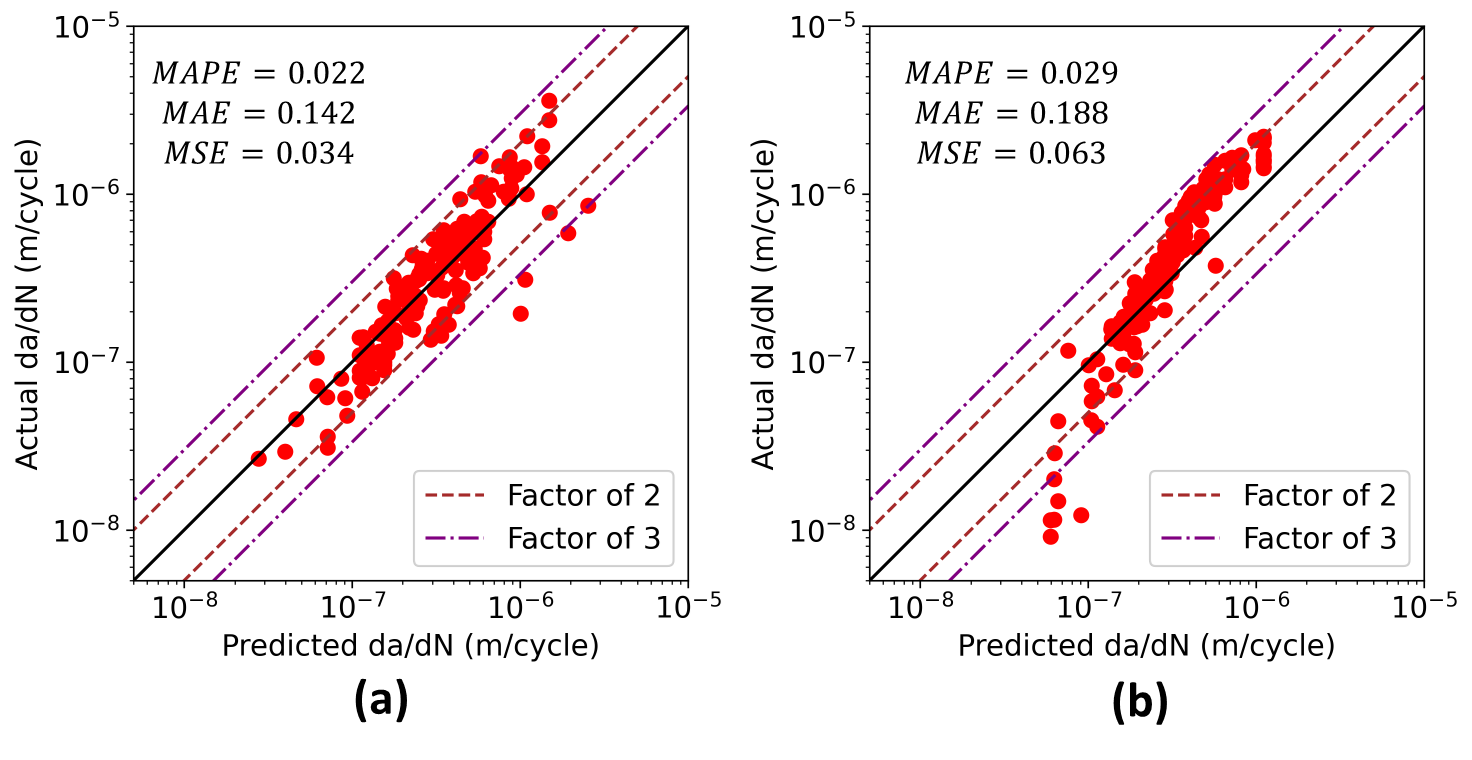 MAPE = 0.022
MAE = 0.142
MSE = 0.034
10⁻⁵
10⁻⁶
10⁻⁷
10⁻⁸
Actual da/dN (m/cycle)
Factor of 2
Factor of 3
10⁻⁸ 10⁻⁷ 10⁻⁶ 10⁻⁵
Predicted da/dN (m/cycle)
(a)
MAPE = 0.029
MAE = 0.188
MSE = 0.063
10⁻⁵
10⁻⁶
10⁻⁷
10⁻⁸
Actual da/dN (m/cycle)
Factor of 2
Factor of 3
10⁻⁸ 10⁻⁷ 10⁻⁶ 10⁻⁵
Predicted da/dN (m/cycle)
(b)